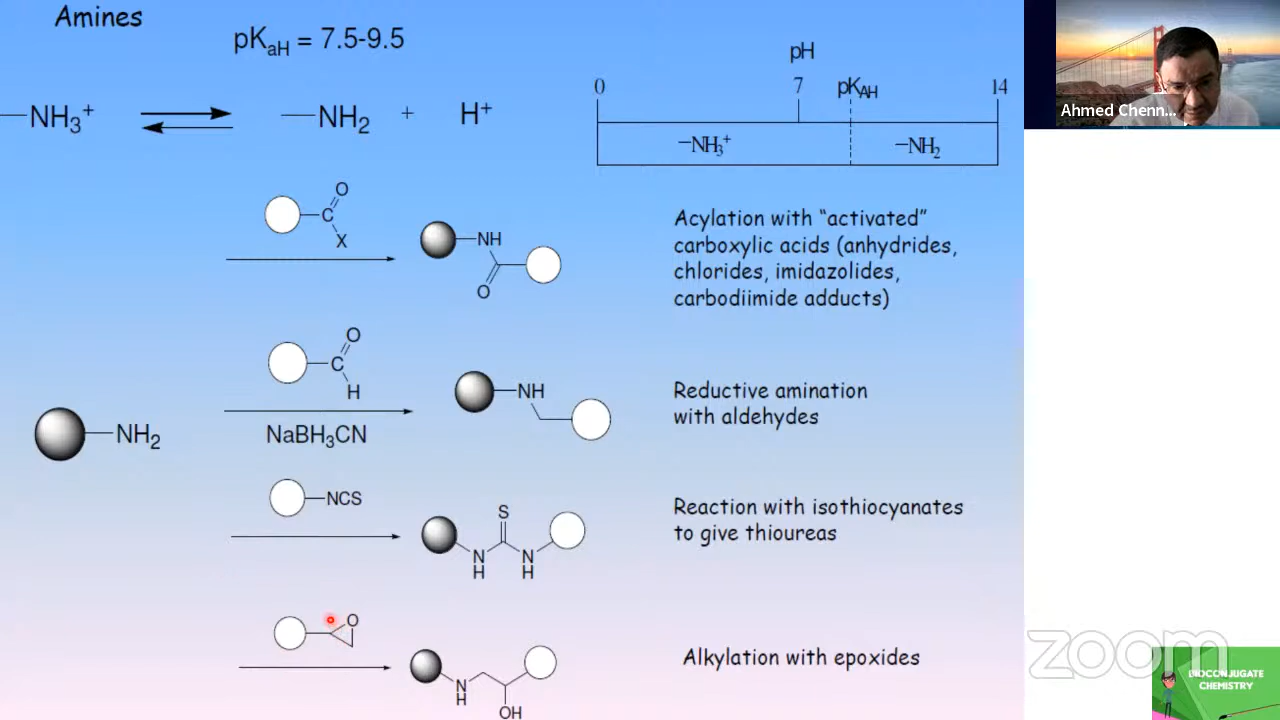 Amines
pKaH = 7.5-9.5
pH
0 7 pKAH 14
—NH3+ —NH2 + H+
—NH3+ —NH2
O
C
X
NH
O
Acylation with “activated”
carboxylic acids (anhydrides,
chlorides, imidazolides,
carbodiimide adducts)
O
C
H
NaBH3CN
NH
Reductive amination
with aldehydes
NH2
NCS
S
N
H
N
H
Reaction with isothiocyanates
to give thioureas
O
N
H
OH
Alkylation with epoxides
Ahmed Chenn...
zoom
BIOCONJUGATE
CHEMISTRY